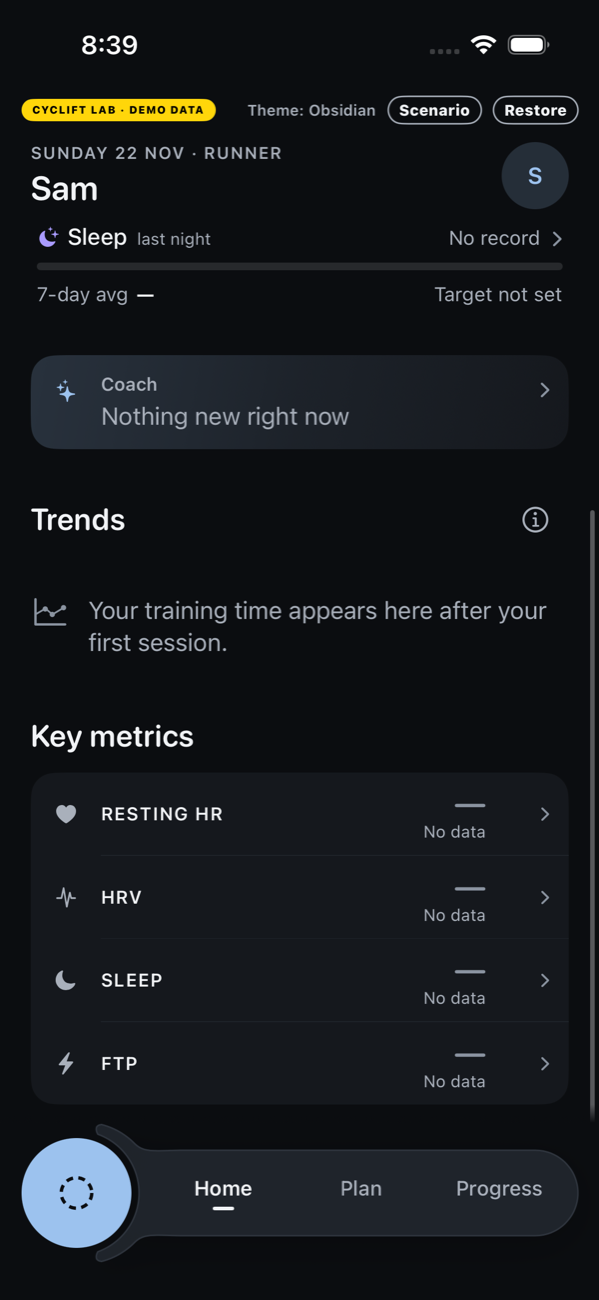 8:39
CYCLIFT LAB · DEMO DATA
Theme: Obsidian
Scenario
Restore
SUNDAY 22 NOV · RUNNER
Sam
S
Sleep last night
No record
7-day avg —
Target not set
Coach
Nothing new right now
Trends
Your training time appears here after your
first session.
Key metrics
RESTING HR
—
No data
HRV
—
No data
SLEEP
—
No data
FTP
—
No data
Home
Plan
Progress